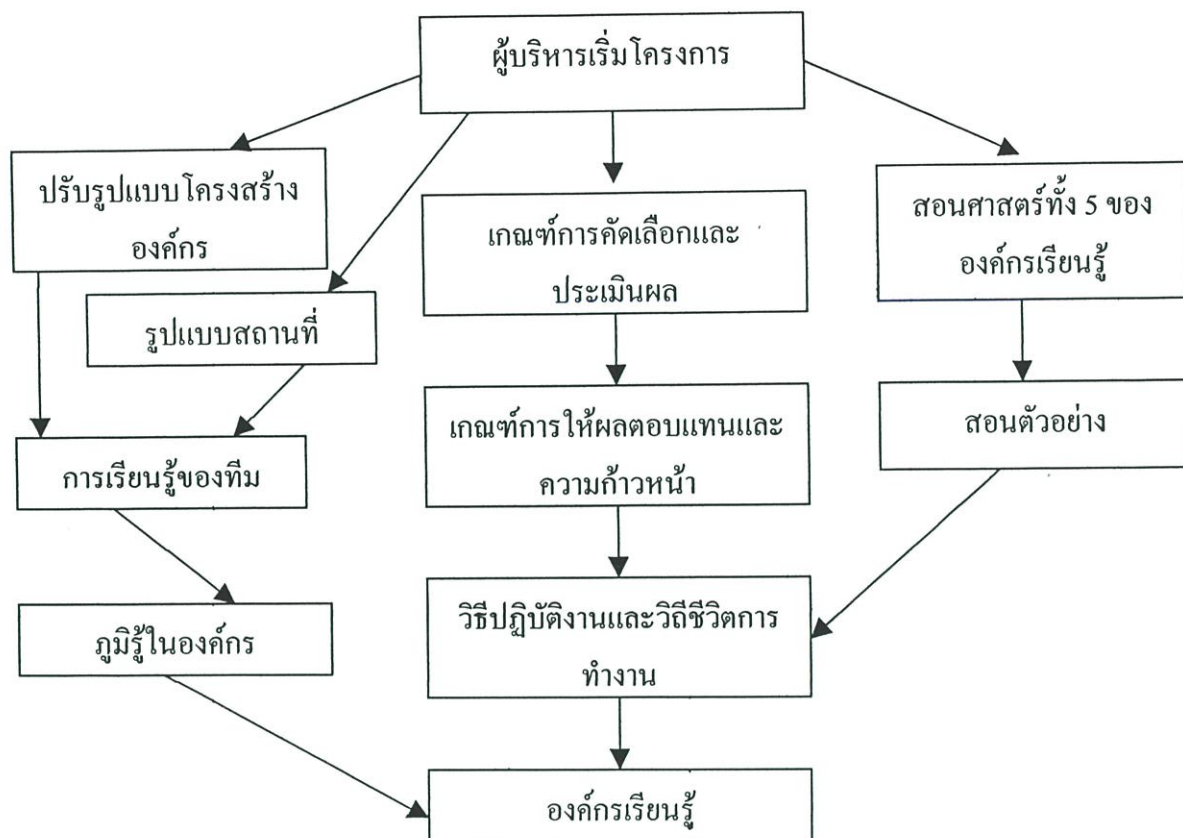 ผู้บริหารเริ่มโครงการ
ปรับรูปแบบโครงสร้าง
องค์กร
รูปแบบสถานที่
เกณฑ์การคัดเลือกและ
ประเมินผล
สอนศาสตร์ทั้ง 5 ของ
องค์กรเรียนรู้
การเรียนรู้ของทีม
เกณฑ์การให้ผลตอบแทนและ
ความก้าวหน้า
สอนตัวอย่าง
ภูมิรู้ในองค์กร
วิธีปฏิบัติงานและวิถีชีวิตการ
ทำงาน
องค์กรเรียนรู้